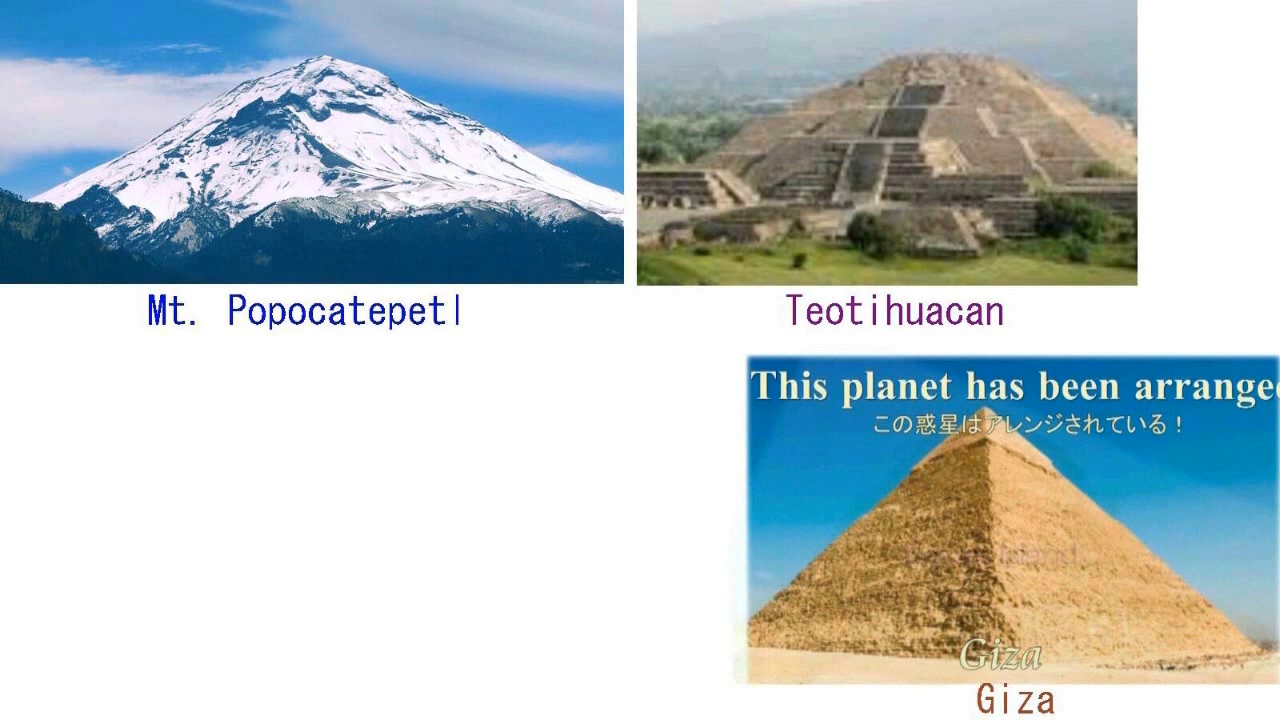 Mt. Popocatepetl
Teotihuacan
This planet has been arranged
この惑星はアレンジされている！
Giza
Giza